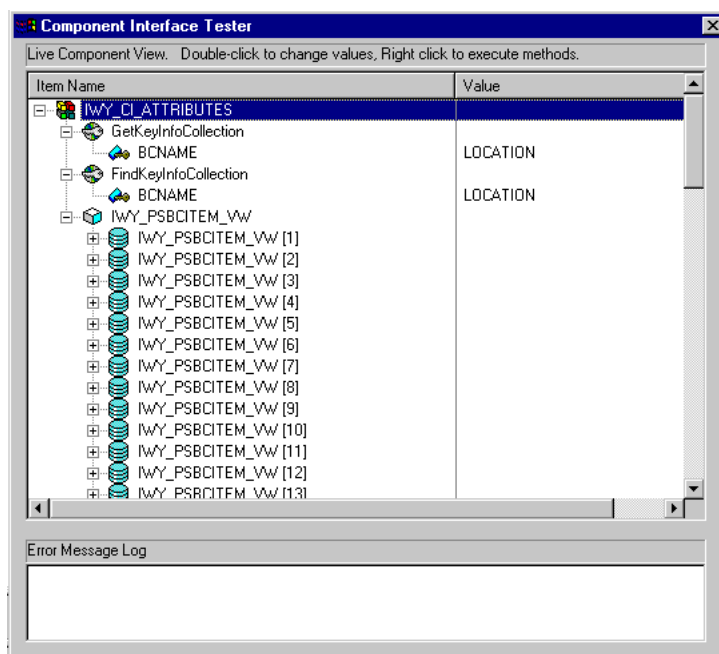 Component Interface Tester
Live Component View. Double-click to change values, Right click to execute methods.
Item Name Value
IWY_CI_ATTRIBUTES
GetKeyInfoCollection
BCNAME LOCATION
FindKeyInfoCollection
BCNAME LOCATION
IWY_PSBCITEM_VW
IWY_PSBCITEM_VW [1]
IWY_PSBCITEM_VW [2]
IWY_PSBCITEM_VW [3]
IWY_PSBCITEM_VW [4]
IWY_PSBCITEM_VW [5]
IWY_PSBCITEM_VW [6]
IWY_PSBCITEM_VW [7]
IWY_PSBCITEM_VW [8]
IWY_PSBCITEM_VW [9]
IWY_PSBCITEM_VW [10]
IWY_PSBCITEM_VW [11]
IWY_PSBCITEM_VW [12]
IWY_PSBCITEM_VW [13]
Error Message Log